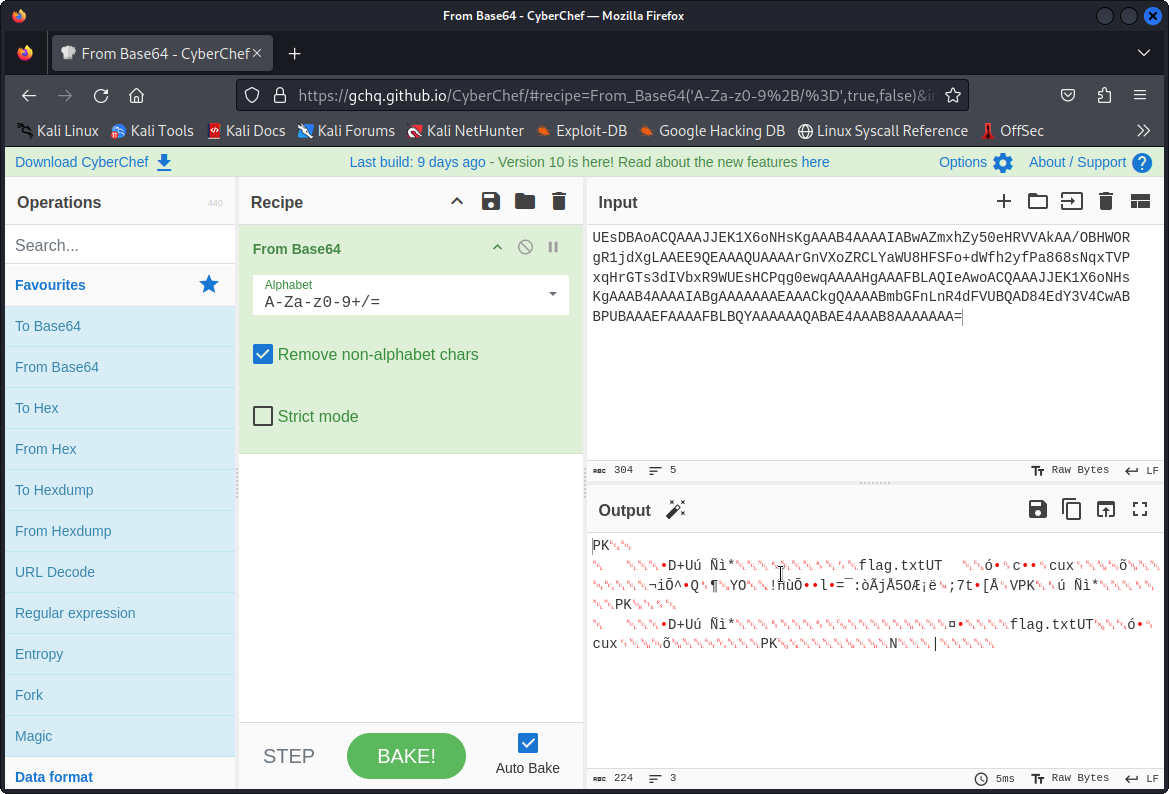 From Base64 - CyberChef — Mozilla Firefox
From Base64 - CyberChef
https://gchq.github.io/CyberChef/#recipe=From_Base64('A-Za-z0-9%2B/%3D',true,false)&
Kali Linux Kali Tools Kali Docs Kali Forums Kali NetHunter Exploit-DB Google Hacking DB Linux Syscall Reference OffSec
Download CyberChef Last build: 9 days ago - Version 10 is here! Read about the new features here Options About / Support
Operations 440
Search...
Favourites
To Base64
From Base64
To Hex
From Hex
To Hexdump
From Hexdump
URL Decode
Regular expression
Entropy
Fork
Magic
Data format
Recipe
From Base64
Alphabet
A-Za-z0-9+/=
Remove non-alphabet chars
Strict mode
STEP BAKE! Auto Bake
Input
UEsDBAoACQAAAJJEK1X6oNHsKgAAAB4AAAAIABwAZmxhZy50eHRVVAkAA/OBHWOR
gR1jdXgLAAEE9QEAAAQUAAAArGnVXoZRCLYaWU8HFSFo+dWfh2yfPa868sNqxTVP
xqHrGTs3dIVbxR9WUEsHCPqg0ewqAAAAHgAAAFBLAQIeAwoACQAAAJJEK1X6oNHs
KgAAAB4AAAAIABgAAAAAAAEAAACkgQAAAABmbGFnLnR4dFVUBQAD84EdY3V4CwAB
BPUBAAAEFAAAAFBLBQYAAAAAAQABAE4AAAB8AAAAAAA=
304 5 Raw Bytes LF
Output
PK
D+Uú Ñì* flag.txtUT ó c cux õ
¬iÕ^ Q ¶ YO !hùÕ l =¯:òÃjÅ5OÆ¡ë ;7t [Å VPK ú Ñì*
PK
D+Uú Ñì* ¤ flag.txtUT ó
cux õ PK N |
224 3 5ms Raw Bytes LF